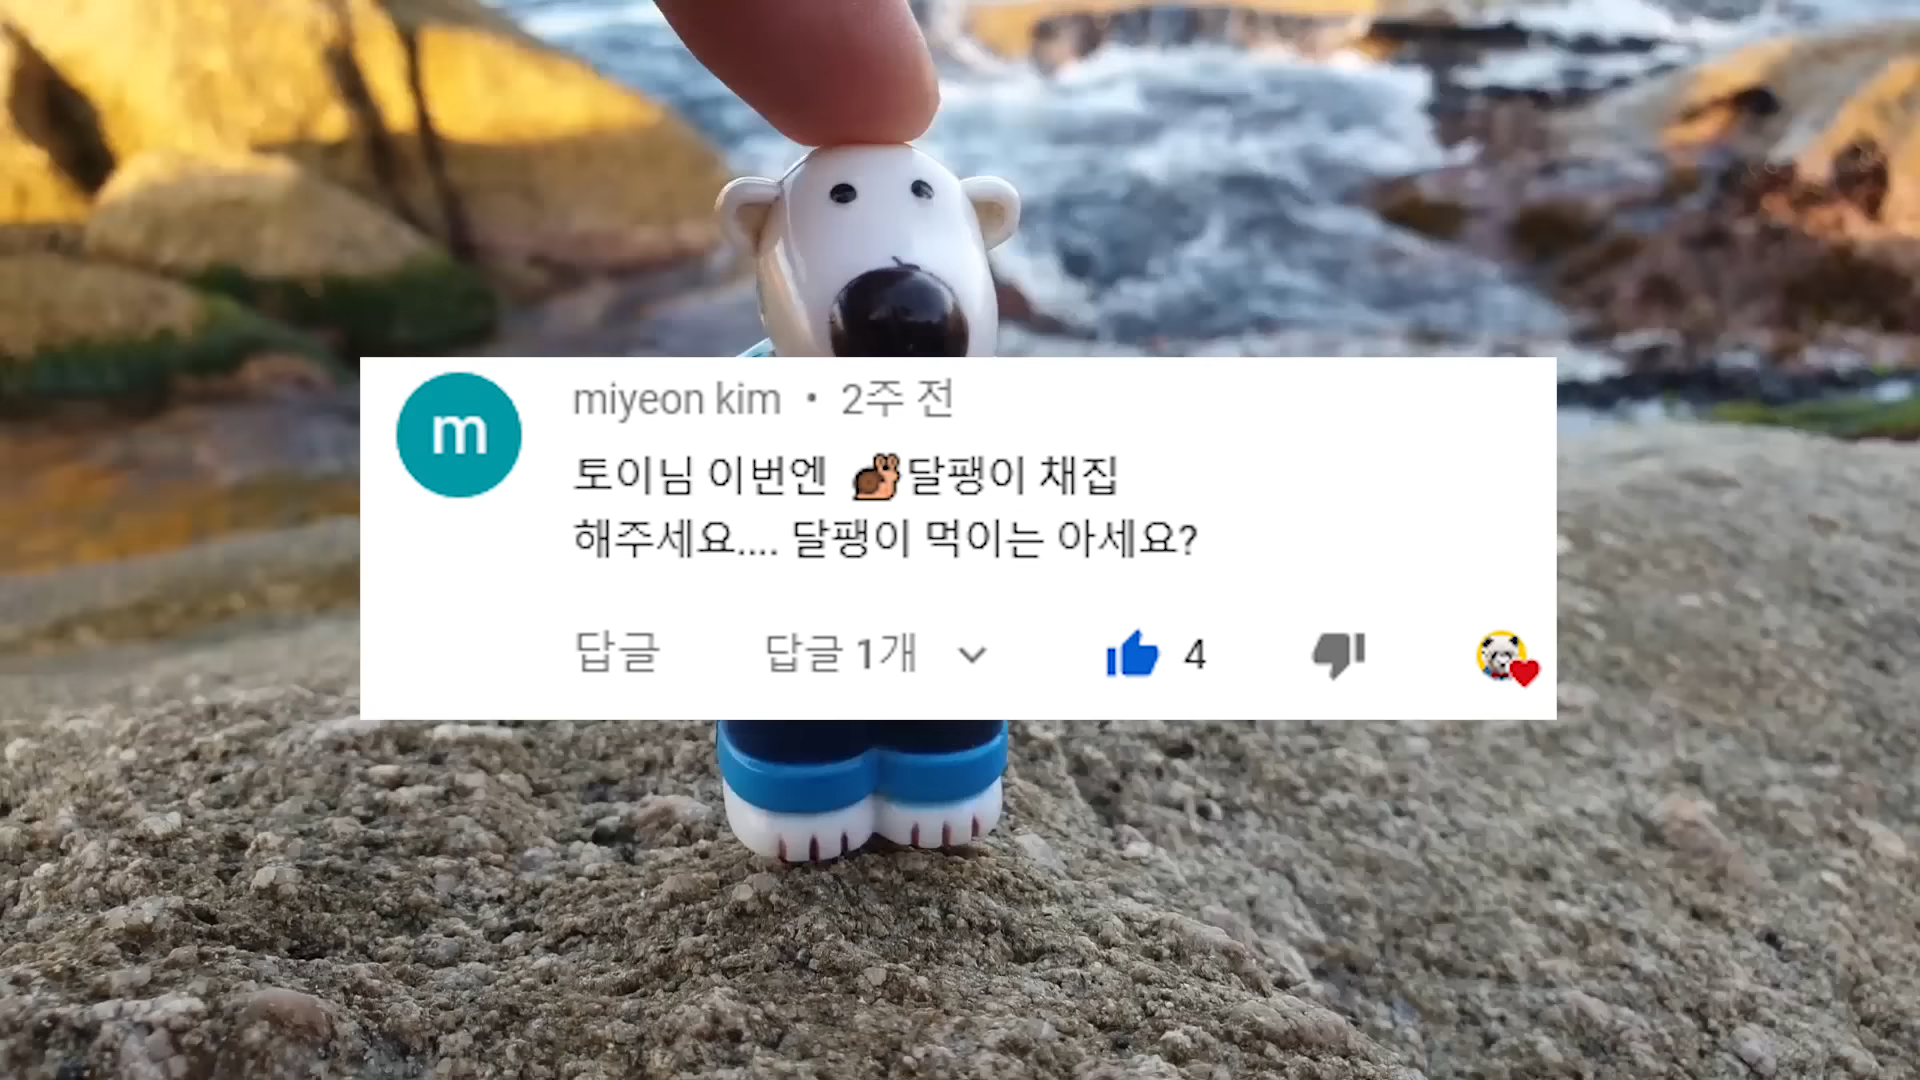 m
miyeon kim • 2주 전
토이님 이번엔 🐌달팽이 채집
해주세요.... 달팽이 먹이는 아세요?
답글 답글 1개 4